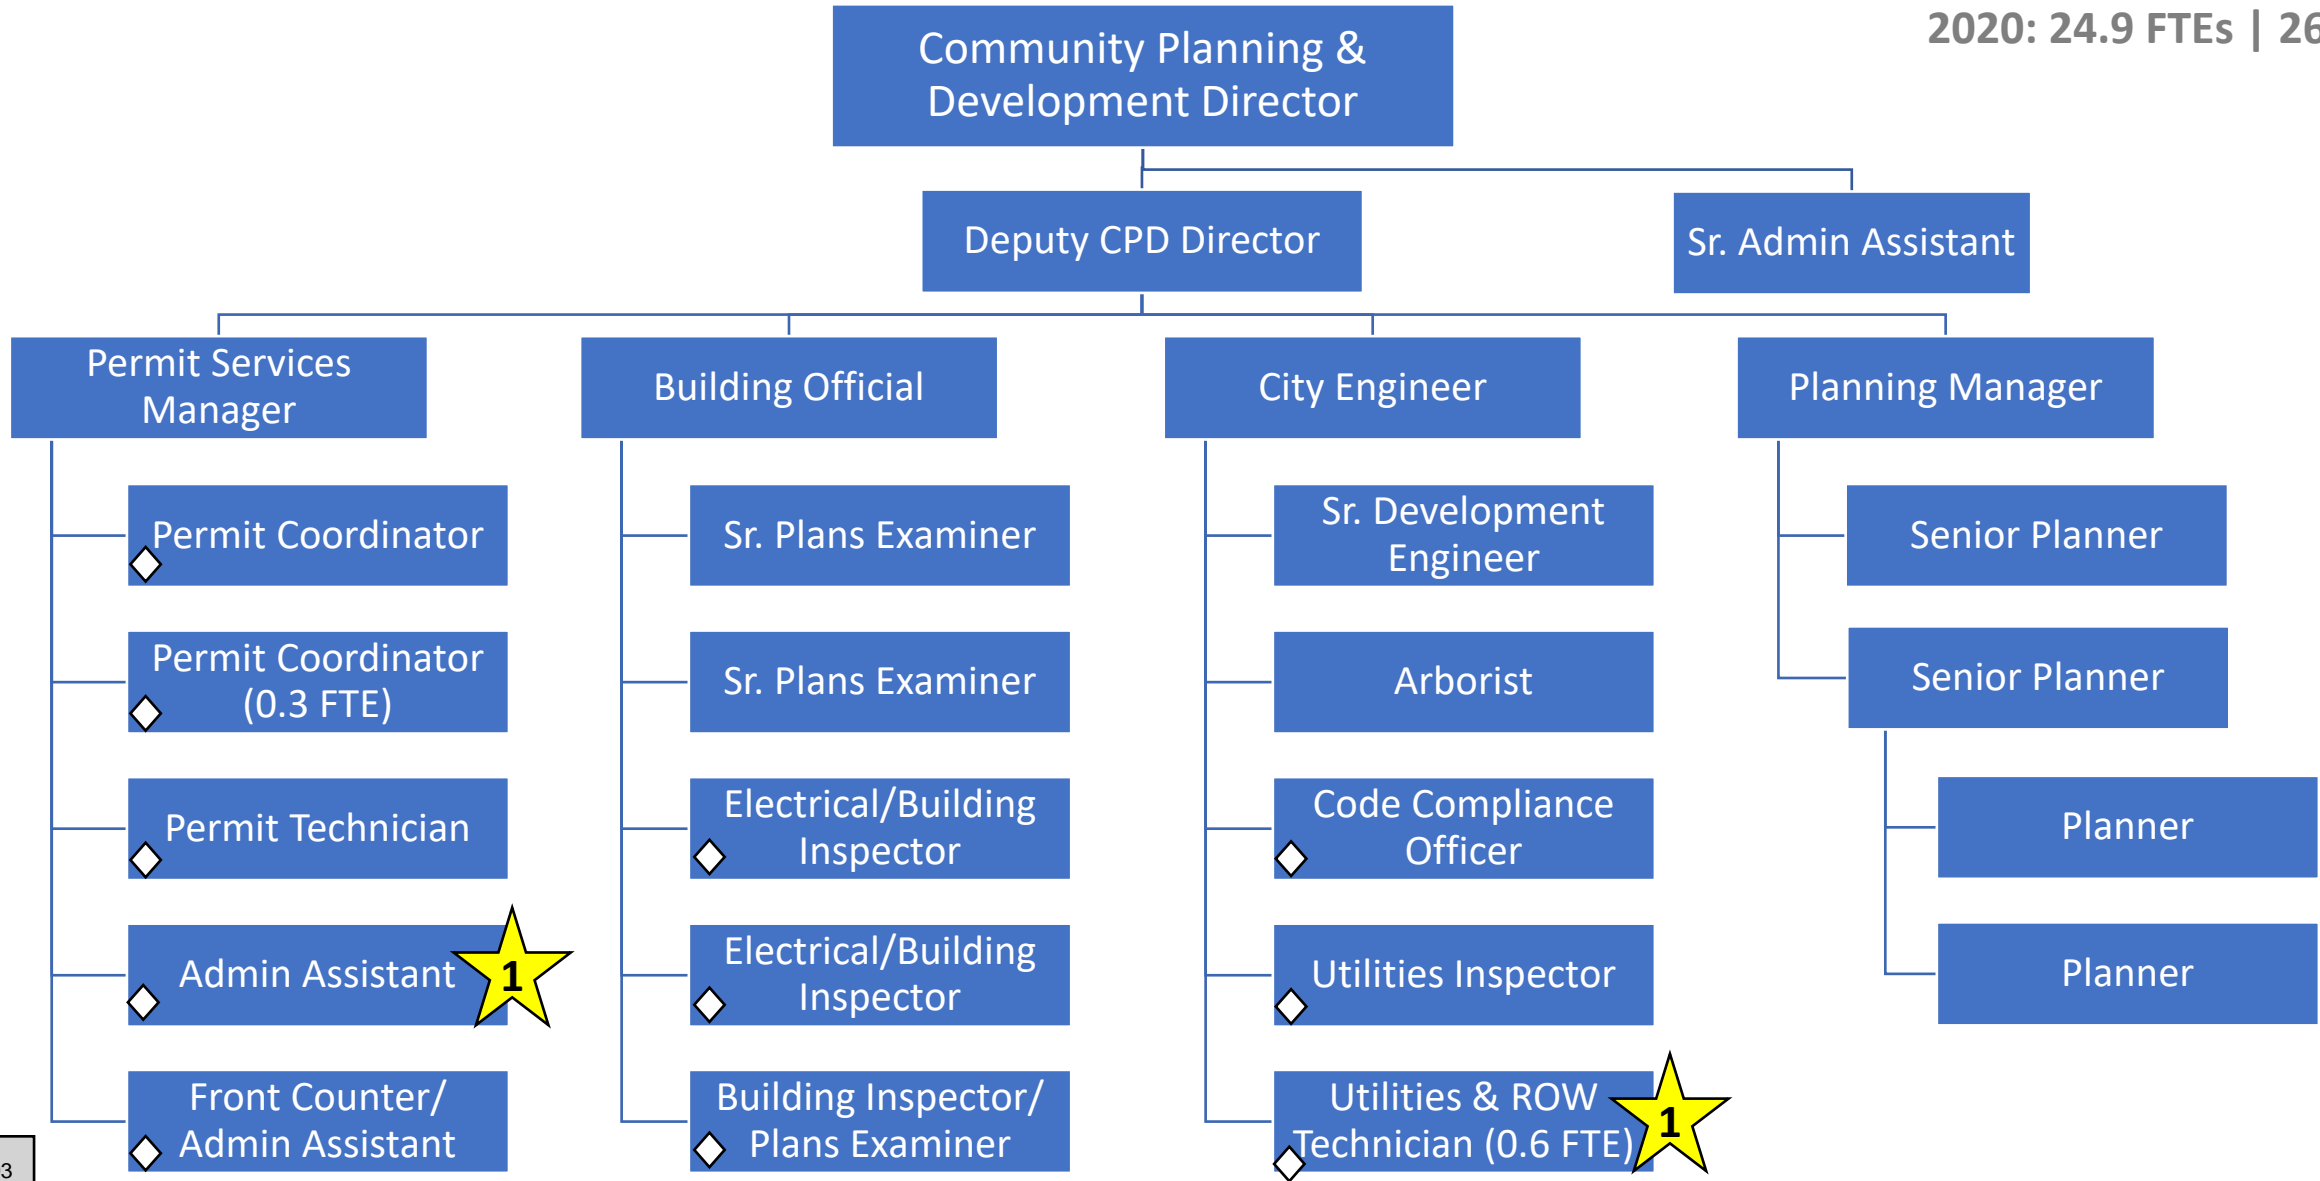 2020: 24.9 FTEs | 26
Community Planning &
Development Director
Deputy CPD Director
Sr. Admin Assistant
Permit Services
Manager
Building Official
City Engineer
Planning Manager
Permit Coordinator
Permit Coordinator
(0.3 FTE)
Permit Technician
Admin Assistant
1
Front Counter/
Admin Assistant
Sr. Plans Examiner
Sr. Plans Examiner
Electrical/Building
Inspector
Electrical/Building
Inspector
Building Inspector/
Plans Examiner
Sr. Development
Engineer
Arborist
Code Compliance
Officer
Utilities Inspector
Utilities & ROW
Technician (0.6 FTE)
1
Senior Planner
Senior Planner
Planner
Planner
3